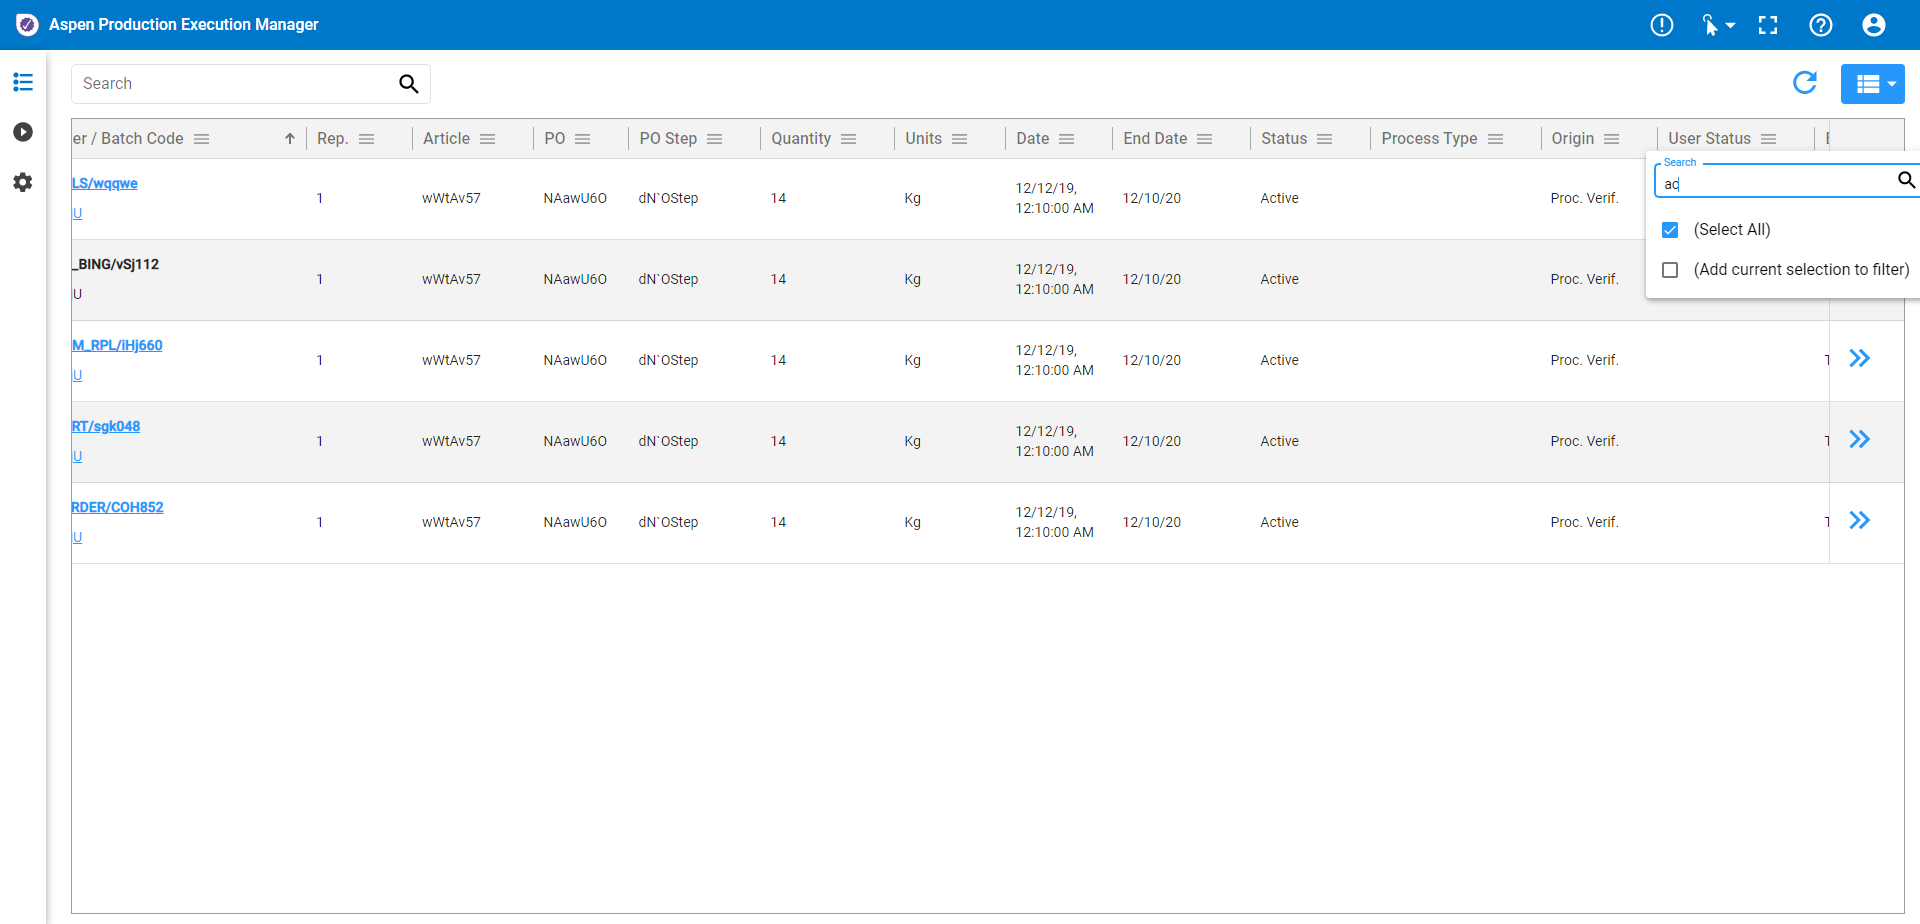 Aspen Production Execution Manager
Search
er / Batch Code Rep. Article PO PO Step Quantity Units Date End Date Status Process Type Origin User Status
Search
ac
(Select All)
(Add current selection to filter)
LS/wqqwe
U
1 wWtAv57 NAawU6O dN`OStep 14 Kg 12/12/19, 12:10:00 AM 12/10/20 Active Proc. Verif.
_BING/vSj112
U
1 wWtAv57 NAawU6O dN`OStep 14 Kg 12/12/19, 12:10:00 AM 12/10/20 Active Proc. Verif.
M_RPL/iHj660
U
1 wWtAv57 NAawU6O dN`OStep 14 Kg 12/12/19, 12:10:00 AM 12/10/20 Active Proc. Verif.
RT/sgk048
U
1 wWtAv57 NAawU6O dN`OStep 14 Kg 12/12/19, 12:10:00 AM 12/10/20 Active Proc. Verif.
RDER/COH852
U
1 wWtAv57 NAawU6O dN`OStep 14 Kg 12/12/19, 12:10:00 AM 12/10/20 Active Proc. Verif.